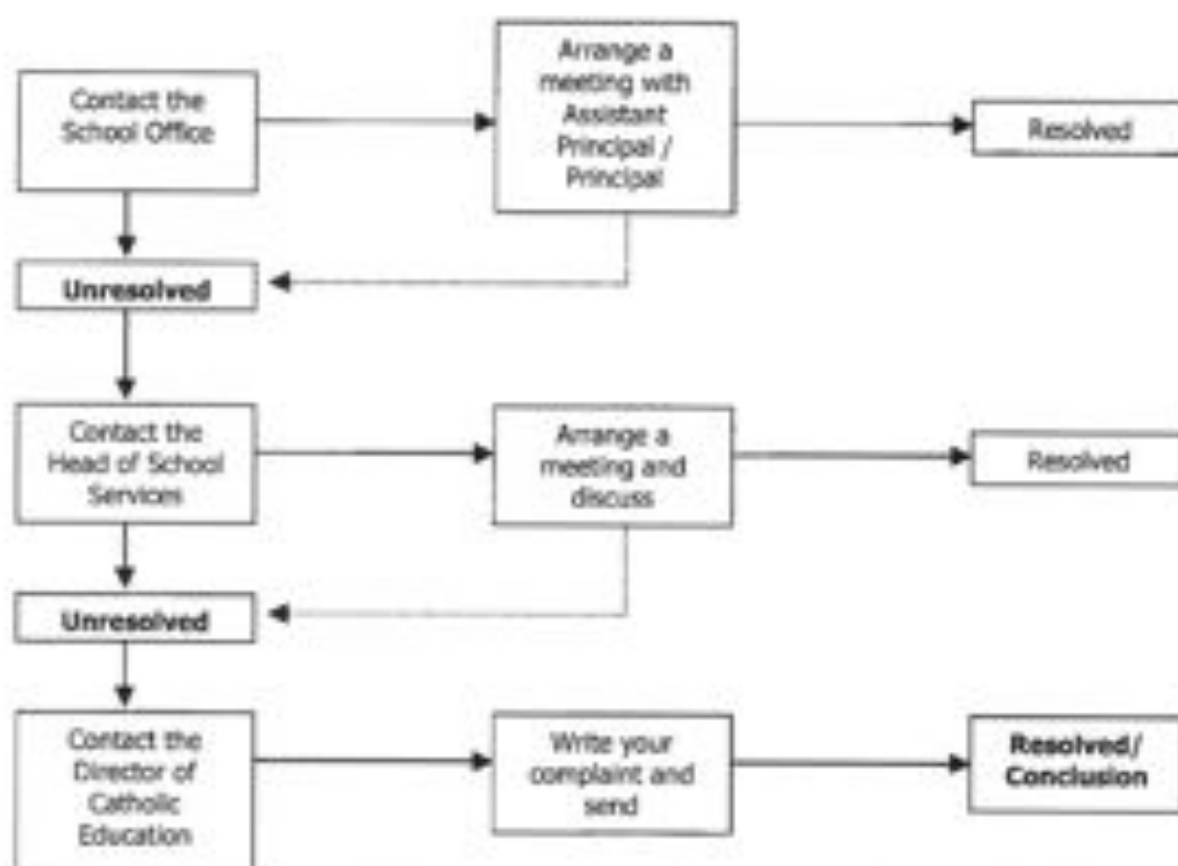 Contact the
School Office
Arrange a
meeting with
Assistant
Principal /
Principal
Resolved
Unresolved
Contact the
Head of School
Services
Arrange a
meeting and
discuss
Resolved
Unresolved
Contact the
Director of
Catholic
Education
Write your
complaint and
send
Resolved/
Conclusion